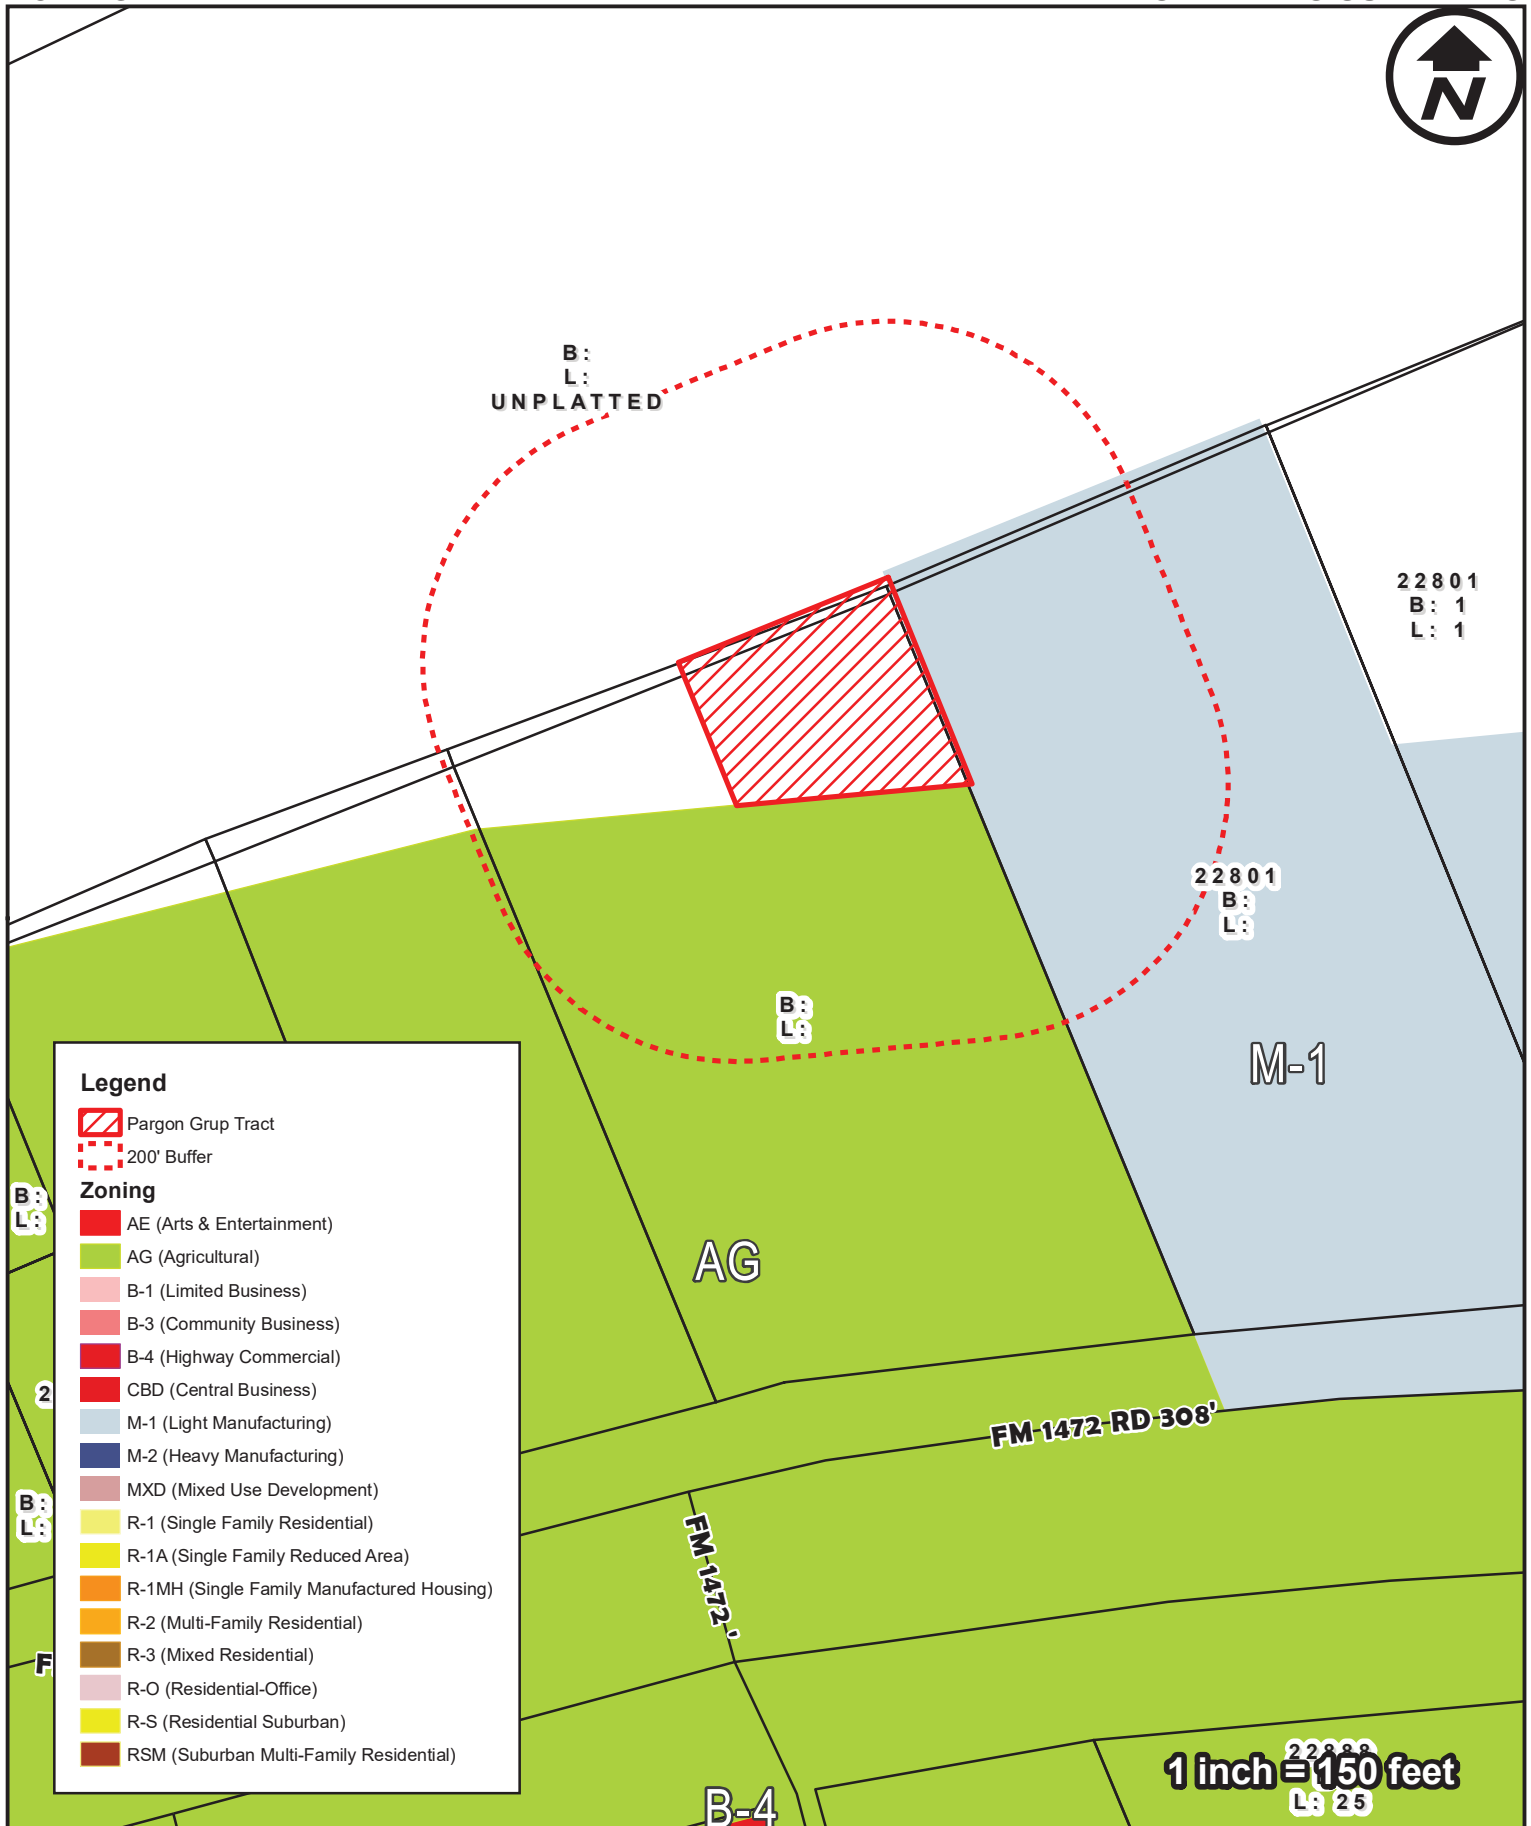 N
B:
L:
UNPLATTED
22801
B: 1
L: 1
22801
B:
L:
B:
L:
M-1
AG
B:
L:
2
B:
L:
F
FM 1472 RD 308'
FM 1472 '
B-4
1 inch = 150 feet
L: 25
Legend
Pargon Grup Tract
200' Buffer
Zoning
AE (Arts & Entertainment)
AG (Agricultural)
B-1 (Limited Business)
B-3 (Community Business)
B-4 (Highway Commercial)
CBD (Central Business)
M-1 (Light Manufacturing)
M-2 (Heavy Manufacturing)
MXD (Mixed Use Development)
R-1 (Single Family Residential)
R-1A (Single Family Reduced Area)
R-1MH (Single Family Manufactured Housing)
R-2 (Multi-Family Residential)
R-3 (Mixed Residential)
R-O (Residential-Office)
R-S (Residential Suburban)
RSM (Suburban Multi-Family Residential)